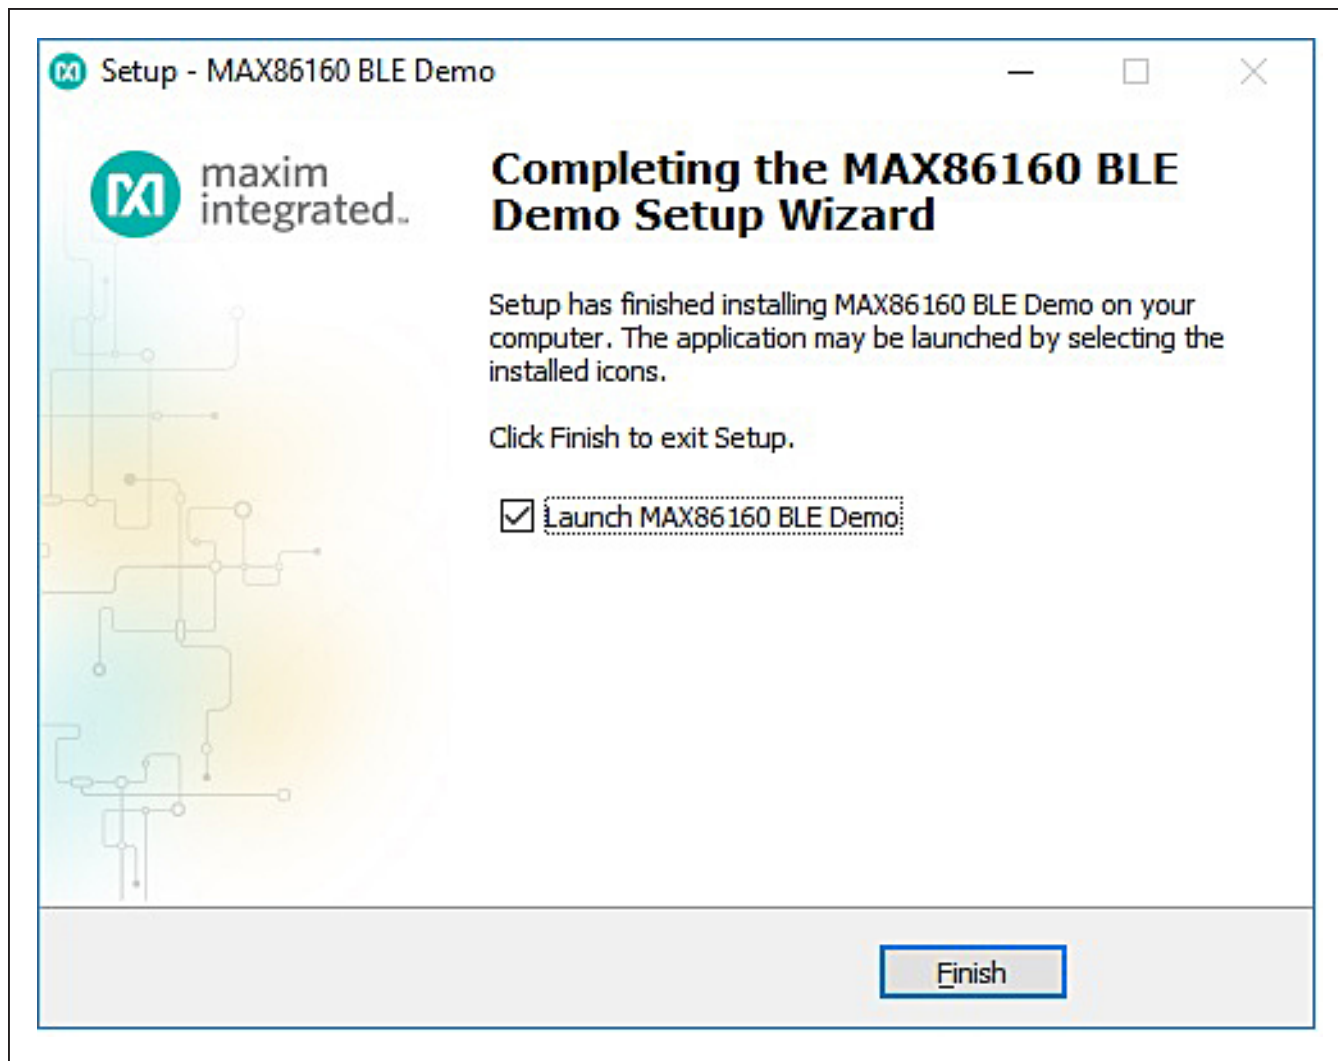 Setup - MAX86160 BLE Demo
maxim
integrated™
Completing the MAX86160 BLE
Demo Setup Wizard
Setup has finished installing MAX86160 BLE Demo on your
computer. The application may be launched by selecting the
installed icons.
Click Finish to exit Setup.
Launch MAX86160 BLE Demo
Finish